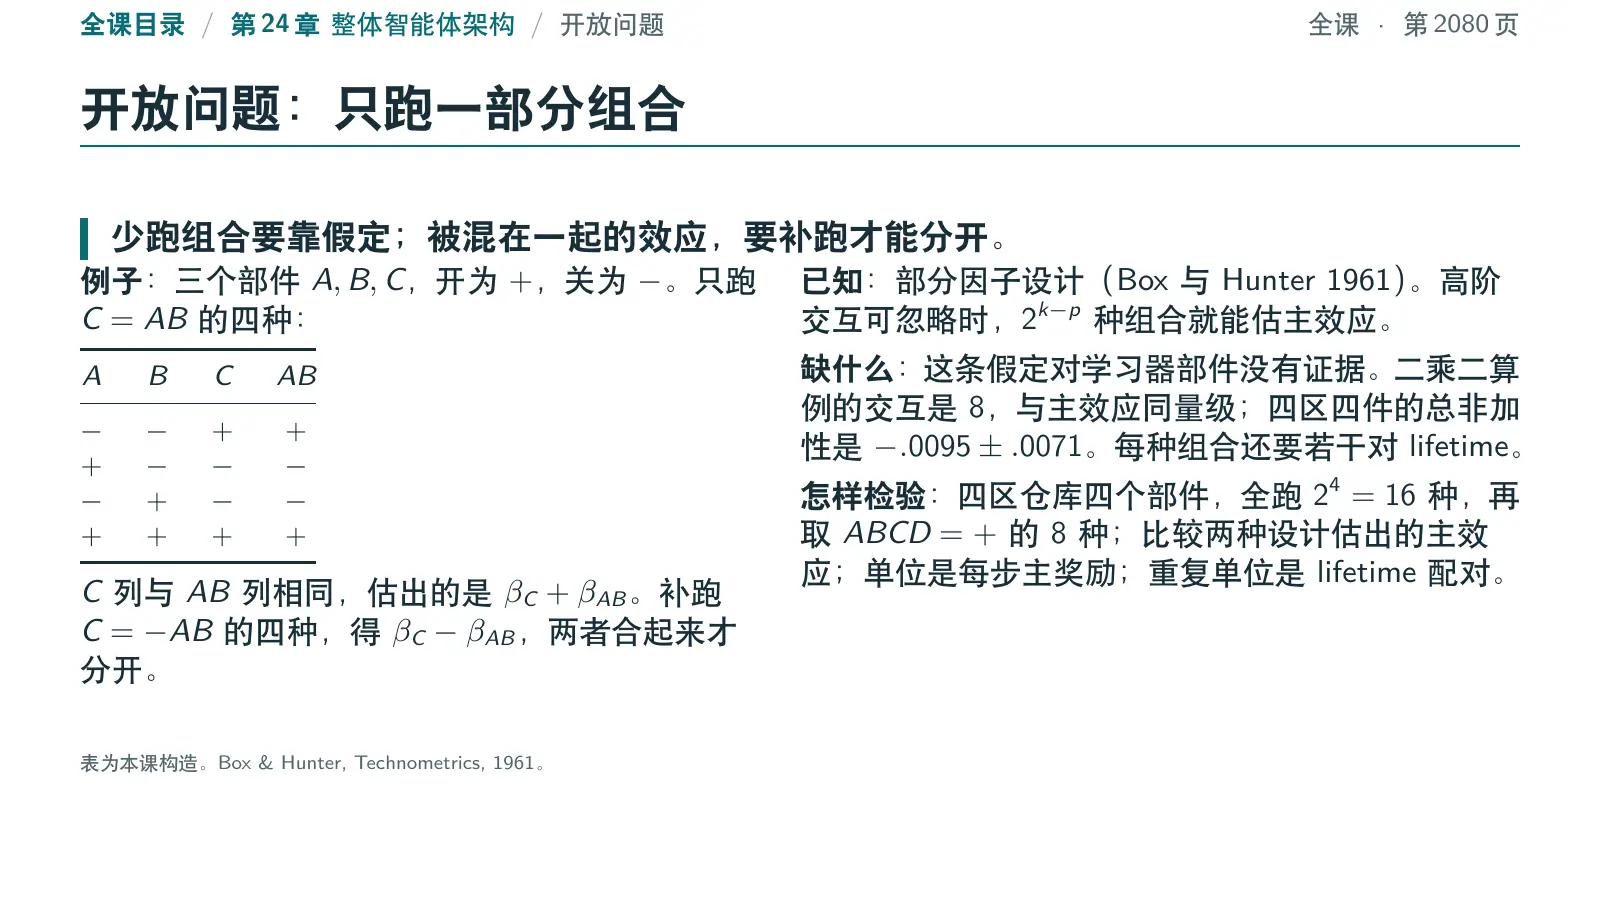 全课目录 / 第 24 章 整体智能体架构 / 开放问题
全课 · 第 2080 页
开放问题：只跑一部分组合
少跑组合要靠假定；被混在一起的效应，要补跑才能分开。
例子：三个部件 A, B, C，开为 +，关为 −。只跑
C = AB 的四种：
A B C AB
− − + +
+ − − −
− + − −
+ + + +
C 列与 AB 列相同，估出的是 β_C + β_AB。补跑
C = −AB 的四种，得 β_C − β_AB，两者合起来才
分开。
已知：部分因子设计（Box 与 Hunter 1961）。高阶
交互可忽略时，2^{k−p} 种组合就能估主效应。
缺什么：这条假定对学习器部件没有证据。二乘二算
例的交互是 8，与主效应同量级；四区四件的总非加
性是 −.0095 ± .0071。每种组合还要若干对 lifetime。
怎样检验：四区仓库四个部件，全跑 2^4 = 16 种，再
取 ABCD = + 的 8 种；比较两种设计估出的主效
应；单位是每步主奖励；重复单位是 lifetime 配对。
表为本课构造。Box & Hunter, Technometrics, 1961。